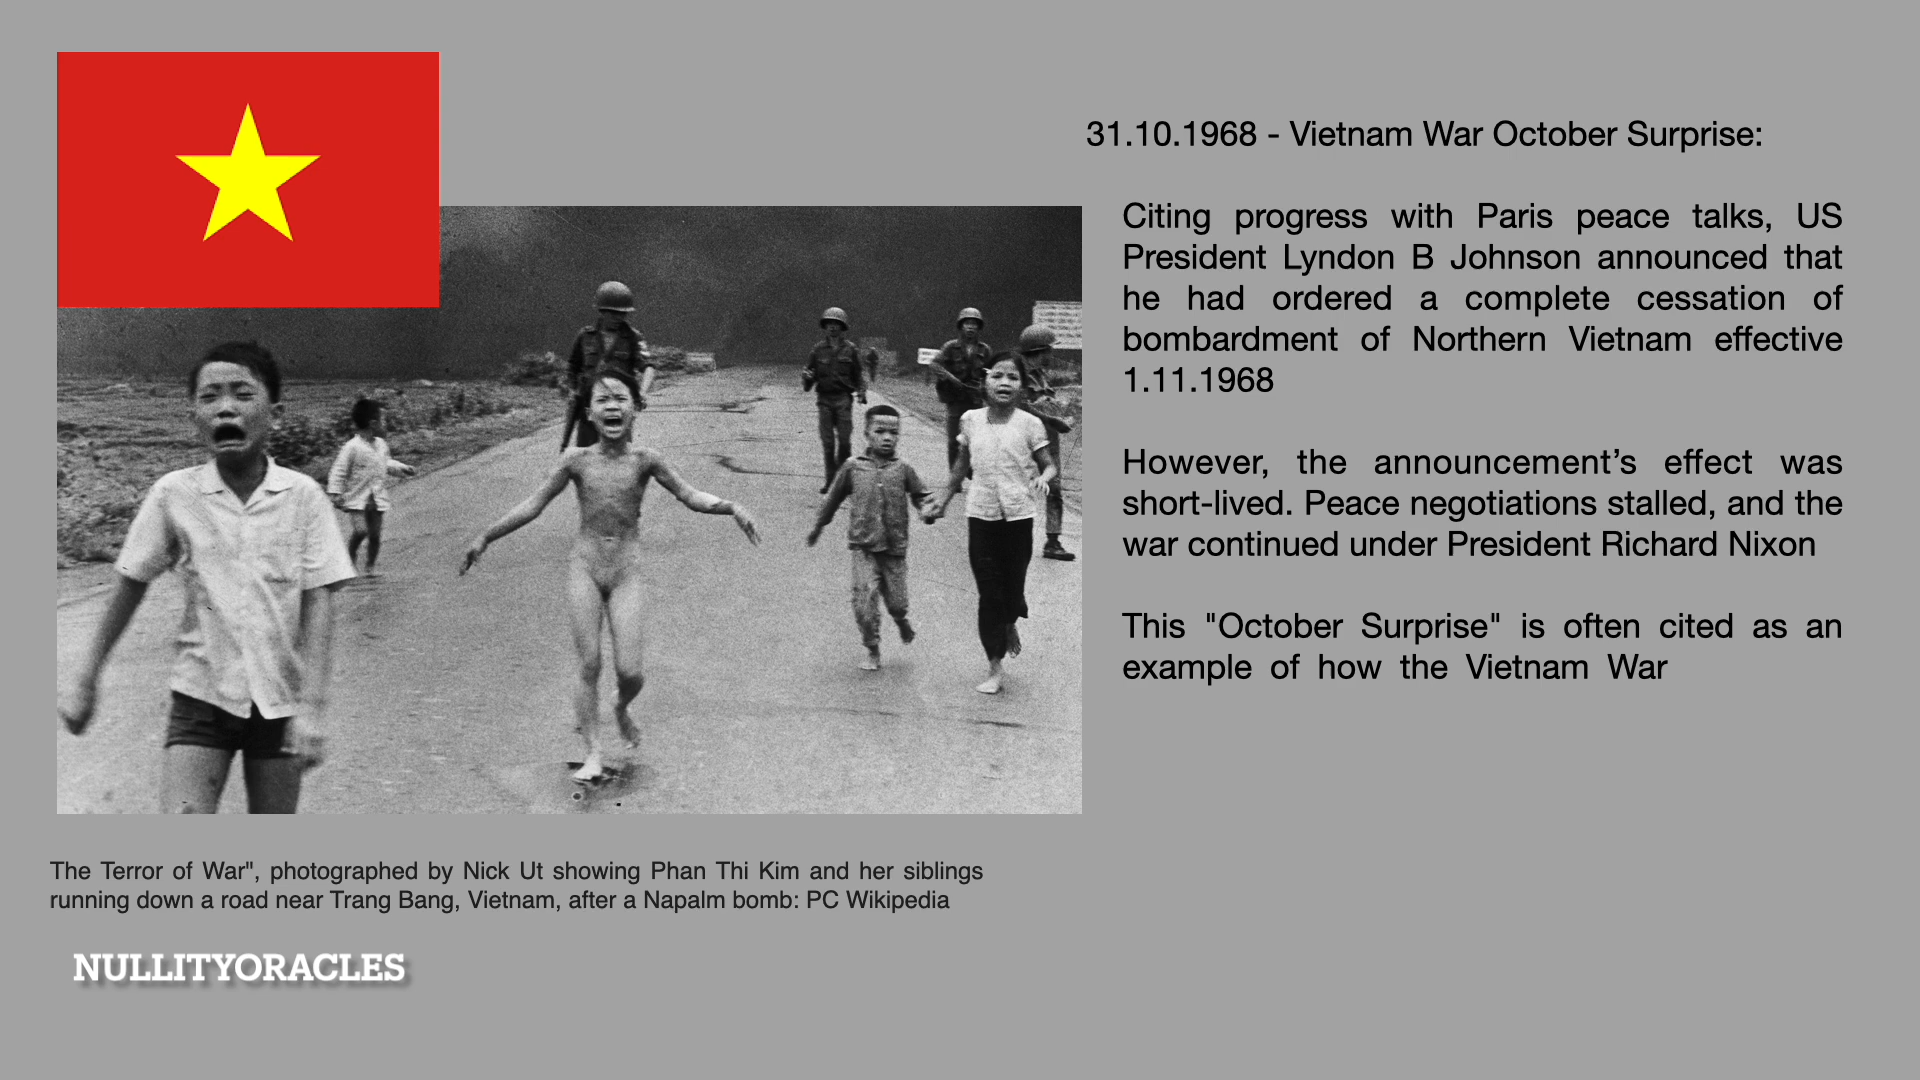 31.10.1968 - Vietnam War October Surprise:
Citing progress with Paris peace talks, US
President Lyndon B Johnson announced that
he had ordered a complete cessation of
bombardment of Northern Vietnam effective
1.11.1968
However, the announcement’s effect was
short-lived. Peace negotiations stalled, and the
war continued under President Richard Nixon
This "October Surprise" is often cited as an
example of how the Vietnam War
The Terror of War", photographed by Nick Ut showing Phan Thi Kim and her siblings
running down a road near Trang Bang, Vietnam, after a Napalm bomb: PC Wikipedia
NULLITYORACLES